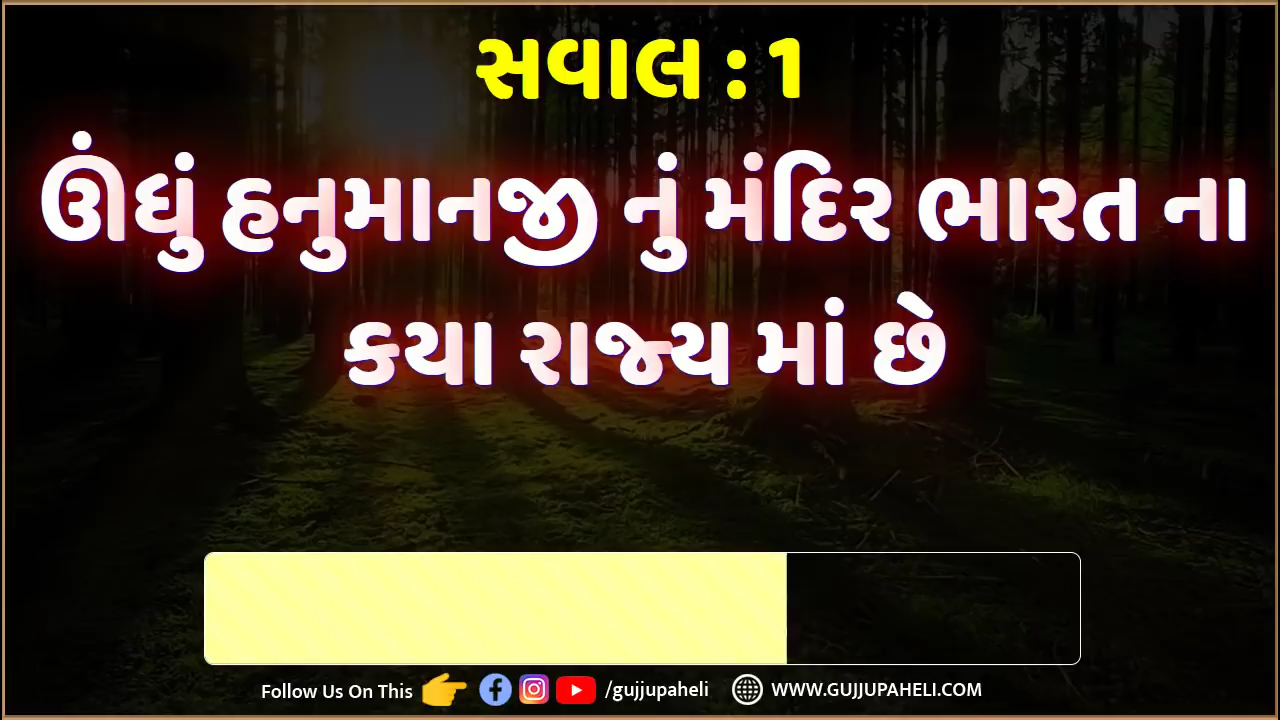 સવાલ : 1
ઊંધું હનુમાનજી નું મંદિર ભારત ના
કયા રાજ્ય માં છે
Follow Us On This /gujjupaheli WWW.GUJJUPAHELI.COM